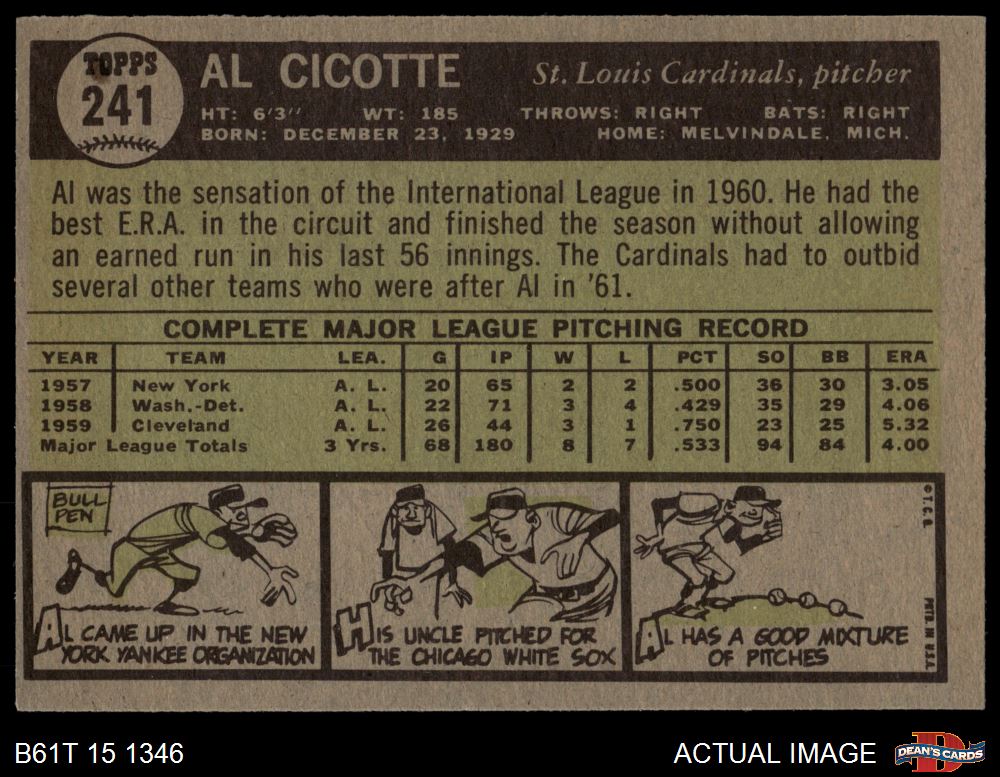 TOPPS
241
AL CICOTTE
St. Louis Cardinals, pitcher
HT: 6'3" WT: 185 THROWS: RIGHT BATS: RIGHT
BORN: DECEMBER 23, 1929 HOME: MELVINDALE, MICH.
Al was the sensation of the International League in 1960. He had the
best E.R.A. in the circuit and finished the season without allowing
an earned run in his last 56 innings. The Cardinals had to outbid
several other teams who were after Al in '61.
COMPLETE MAJOR LEAGUE PITCHING RECORD
YEAR TEAM LEA. G IP W L PCT SO BB ERA
1957 New York A. L. 20 65 2 2 .500 36 30 3.05
1958 Wash.-Det. A. L. 22 71 3 4 .429 35 29 4.06
1959 Cleveland A. L. 26 44 3 1 .750 23 25 5.32
Major League Totals 3 Yrs. 68 180 8 7 .533 94 84 4.00
BULL
PEN
AL CAME UP IN THE NEW
YORK YANKEE ORGANIZATION
HIS UNCLE PITCHED FOR
THE CHICAGO WHITE SOX
AL HAS A GOOD MIXTURE
OF PITCHES
© T. C. G. PRTD. IN U.S.A.
B61T 15 1346
ACTUAL IMAGE
DEAN'S CARDS